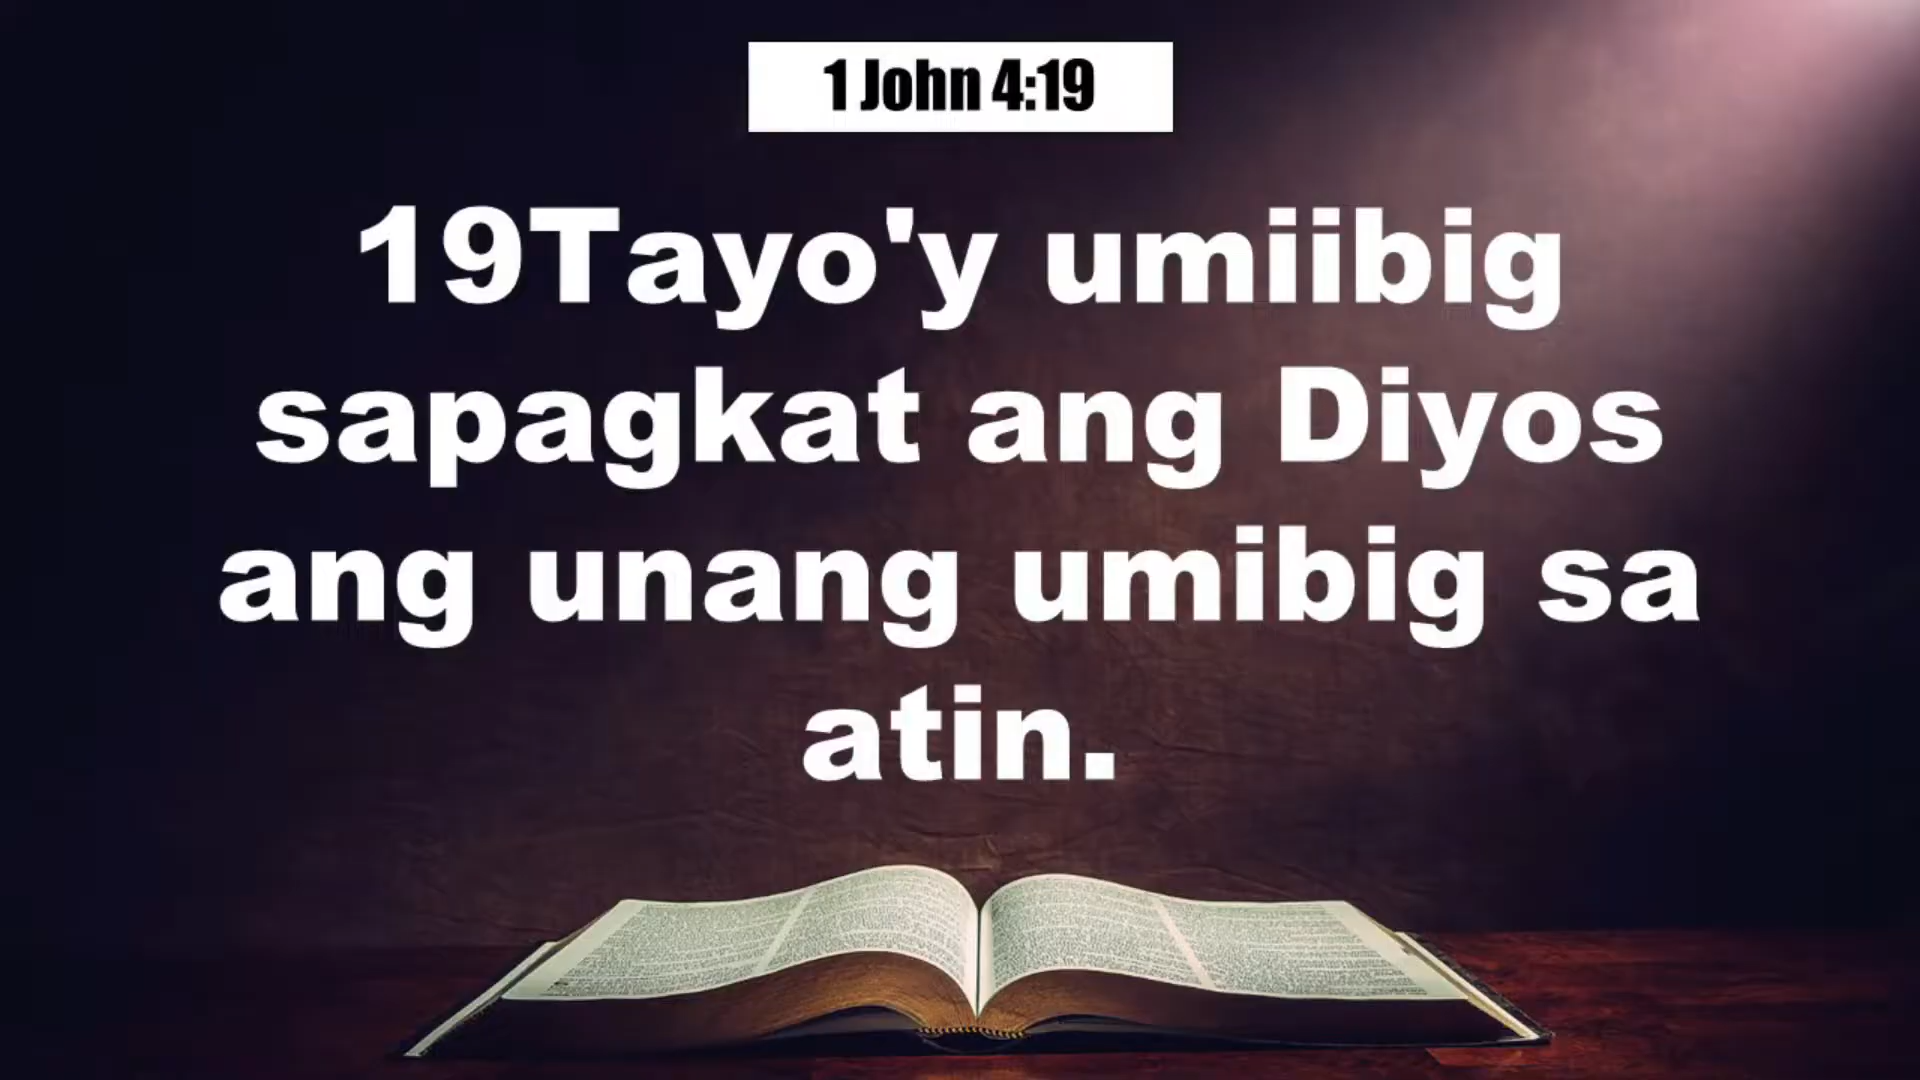 1 John 4:19
19Tayo'y umiibig
sapagkat ang Diyos
ang unang umibig sa
atin.